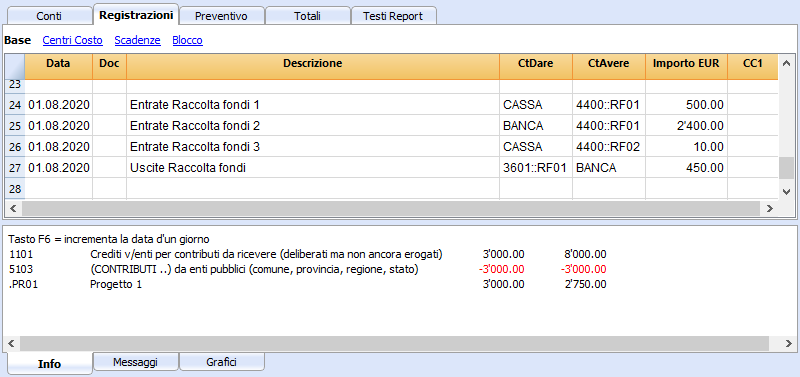 Conti Registrazioni Preventivo Totali Testi Report
Base Centri Costo Scadenze Blocco
Data Doc Descrizione CtDare CtAvere Importo EUR CC1
23
24 01.08.2020 Entrate Raccolta fondi 1 CASSA 4400::RF01 500.00
25 01.08.2020 Entrate Raccolta fondi 2 BANCA 4400::RF01 2'400.00
26 01.08.2020 Entrate Raccolta fondi 3 CASSA 4400::RF02 10.00
27 01.08.2020 Uscite Raccolta fondi 3601::RF01 BANCA 450.00
28
Tasto F6 = incrementa la data d'un giorno
1101 Crediti v/enti per contributi da ricevere (deliberati ma non ancora erogati) 3'000.00 8'000.00
5103 (CONTRIBUTI ..) da enti pubblici (comune, provincia, regione, stato) -3'000.00 -3'000.00
.PR01 Progetto 1 3'000.00 2'750.00
Info Messaggi Grafici